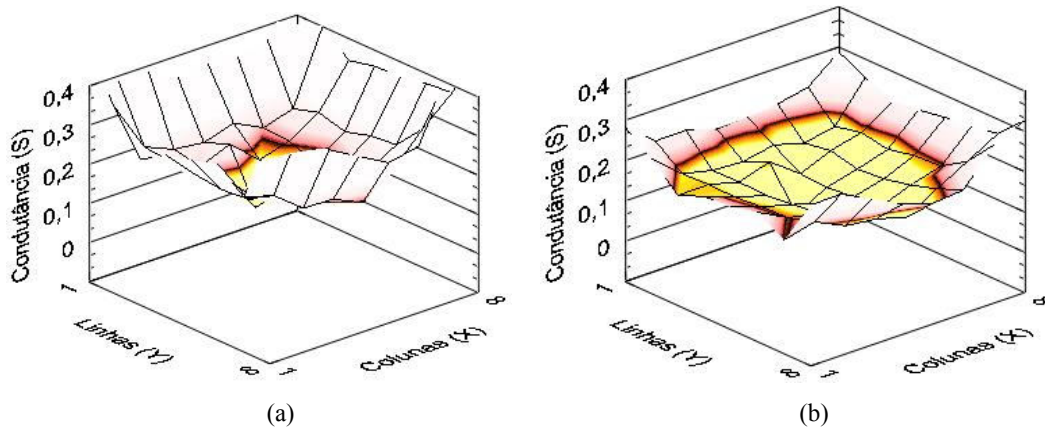 0,4
0,3
0,2
0,1
0
Condutância (S)
1
Linhas (Y)
8
1
Colunas (X)
8
(a)
0,4
0,3
0,2
0,1
0
Condutância (S)
1
Linhas (Y)
8
1
Colunas (X)
8
(b)